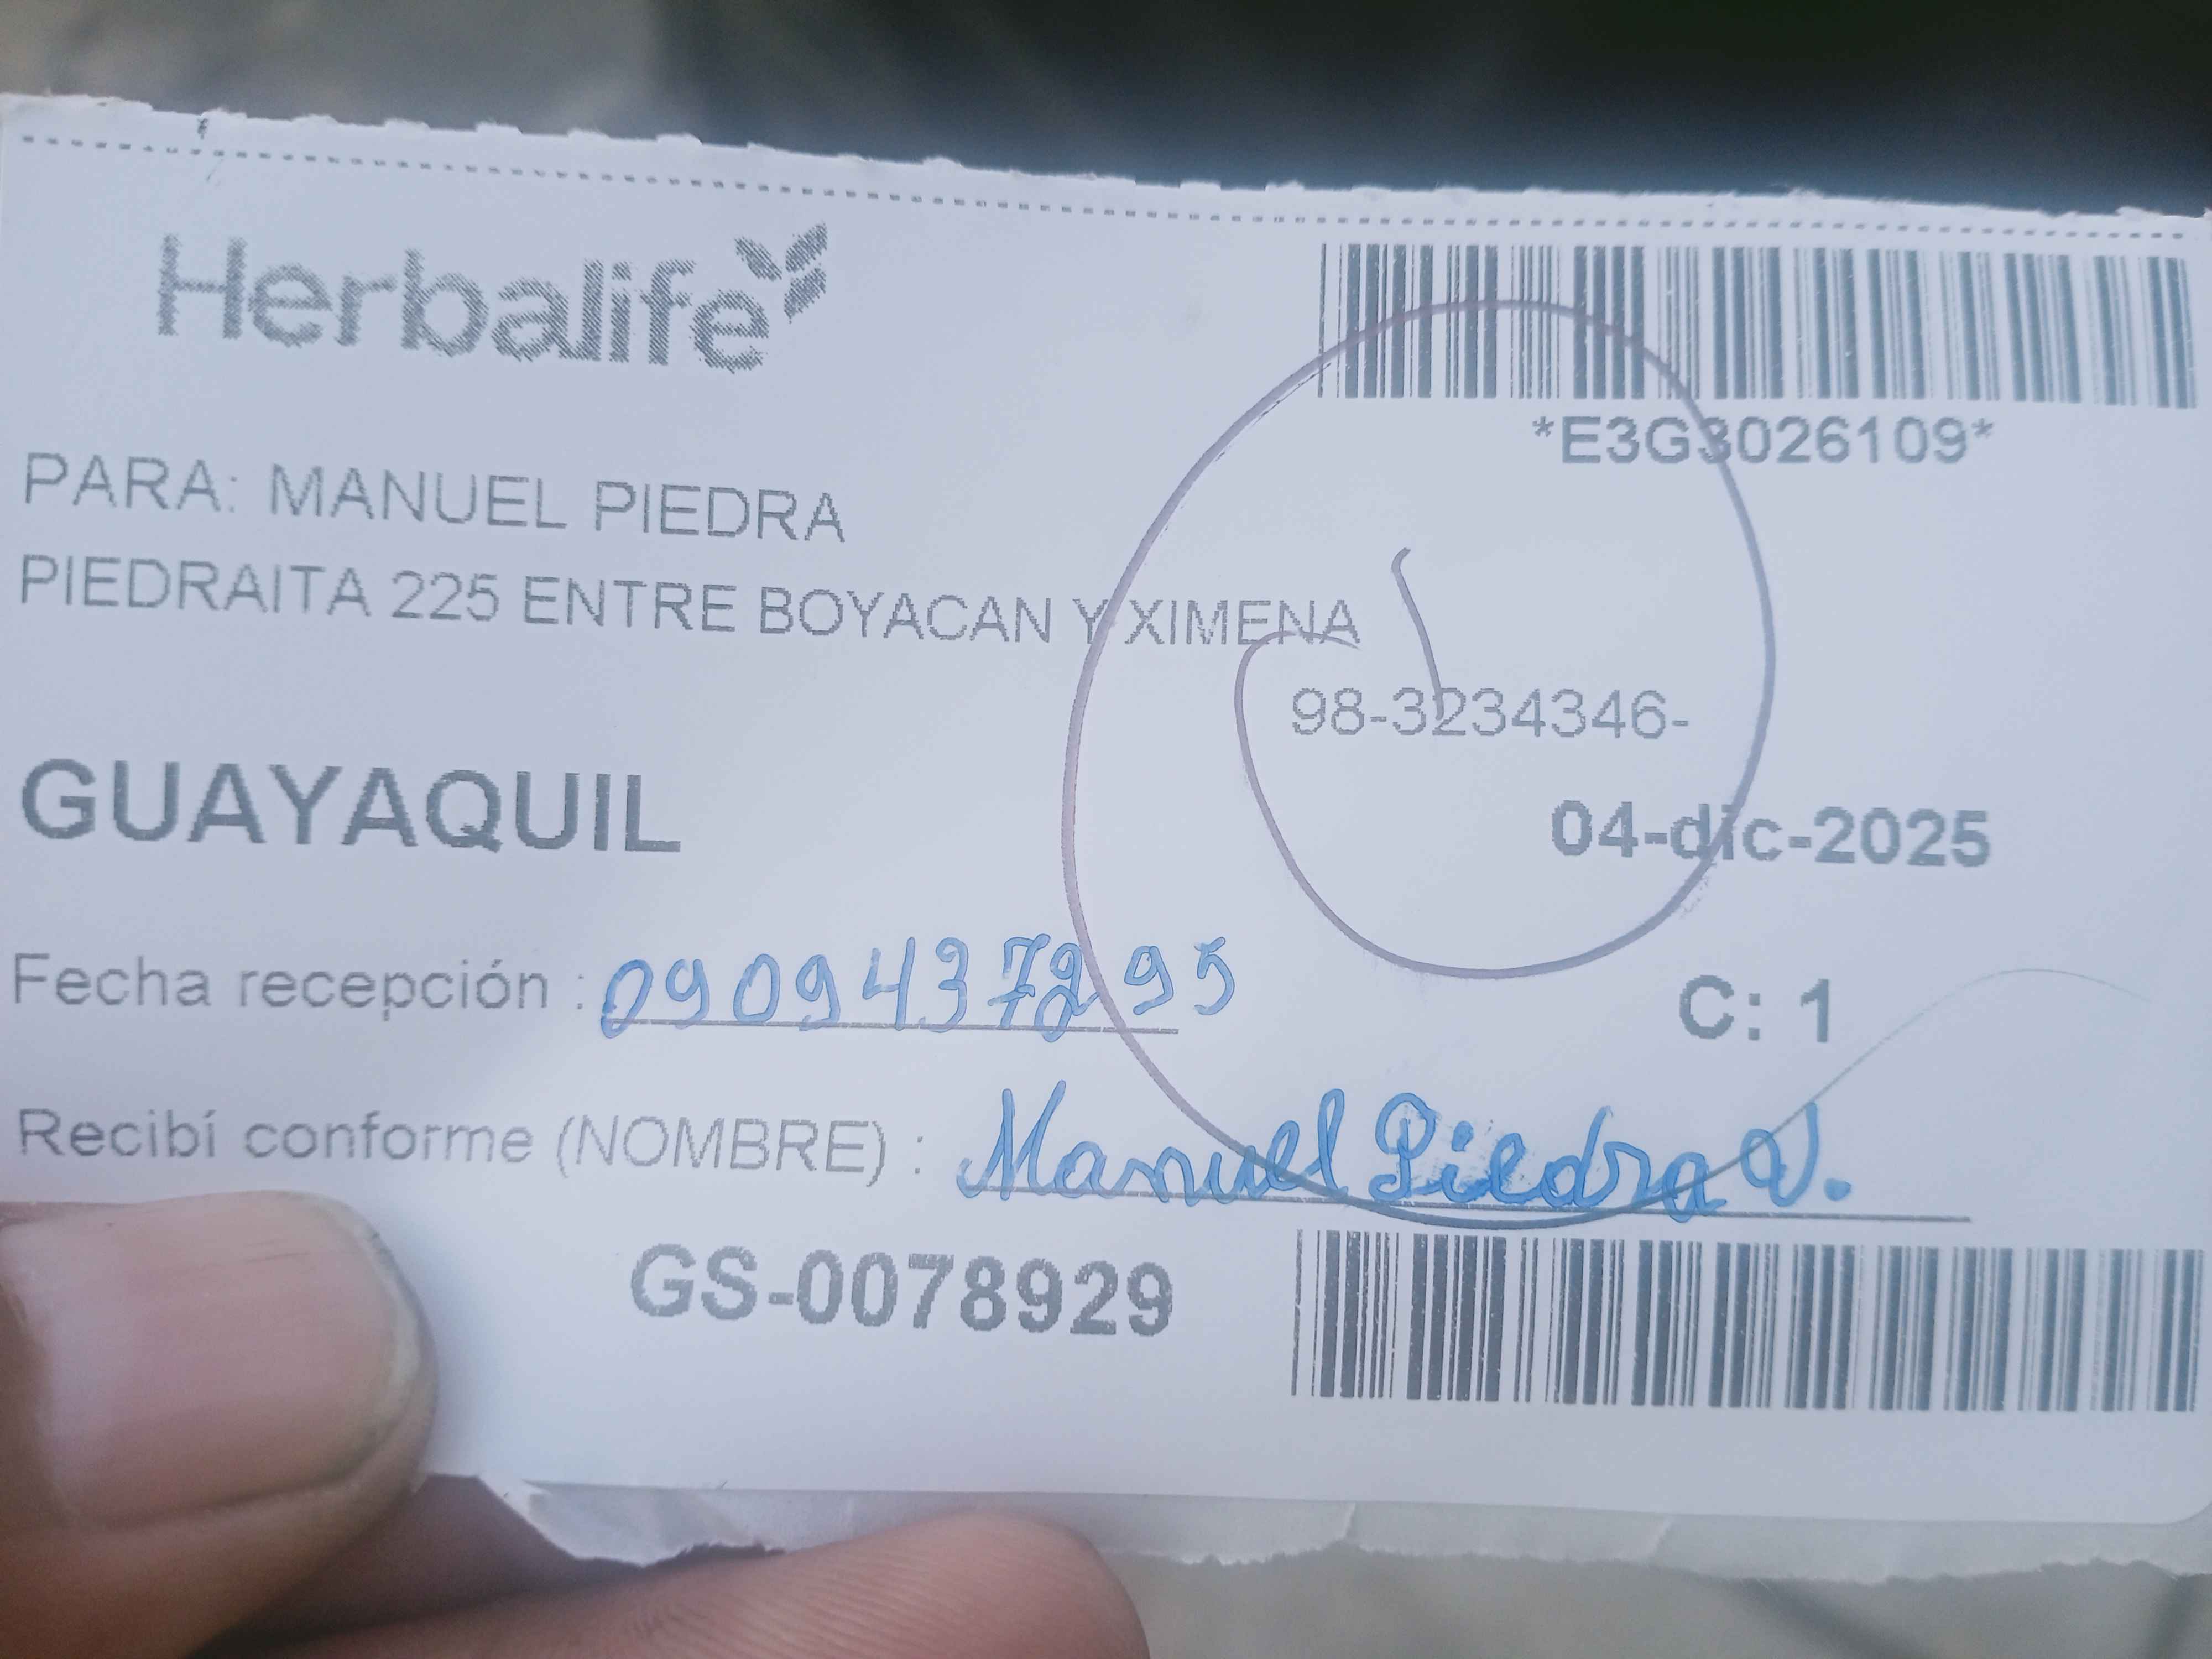 Herbalife
*E3G3026109*
PARA: MANUEL PIEDRA
PIEDRAITA 225 ENTRE BOYACAN Y XIMENA
98-3234346-
GUAYAQUIL
04-dic-2025
Fecha recepción : 0909437295
C: 1
Recibí conforme (NOMBRE) : Manuel Piedra V.
GS-0078929